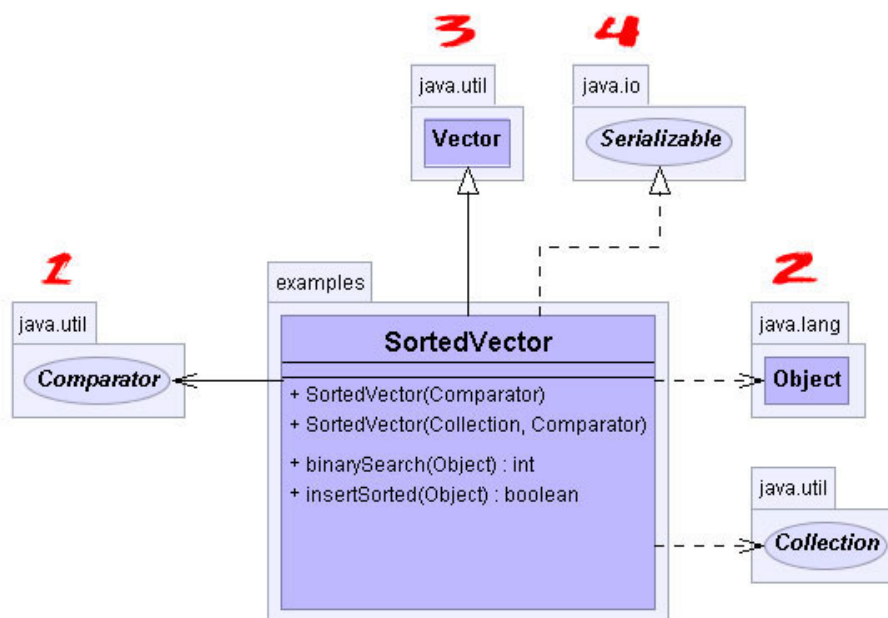 3 4
java.util
java.io
Vector
Serializable
1
2
java.util
examples
java.lang
Comparator
SortedVector
Object
+ SortedVector(Comparator)
+ SortedVector(Collection, Comparator)
+ binarySearch(Object) : int
+ insertSorted(Object) : boolean
java.util
Collection